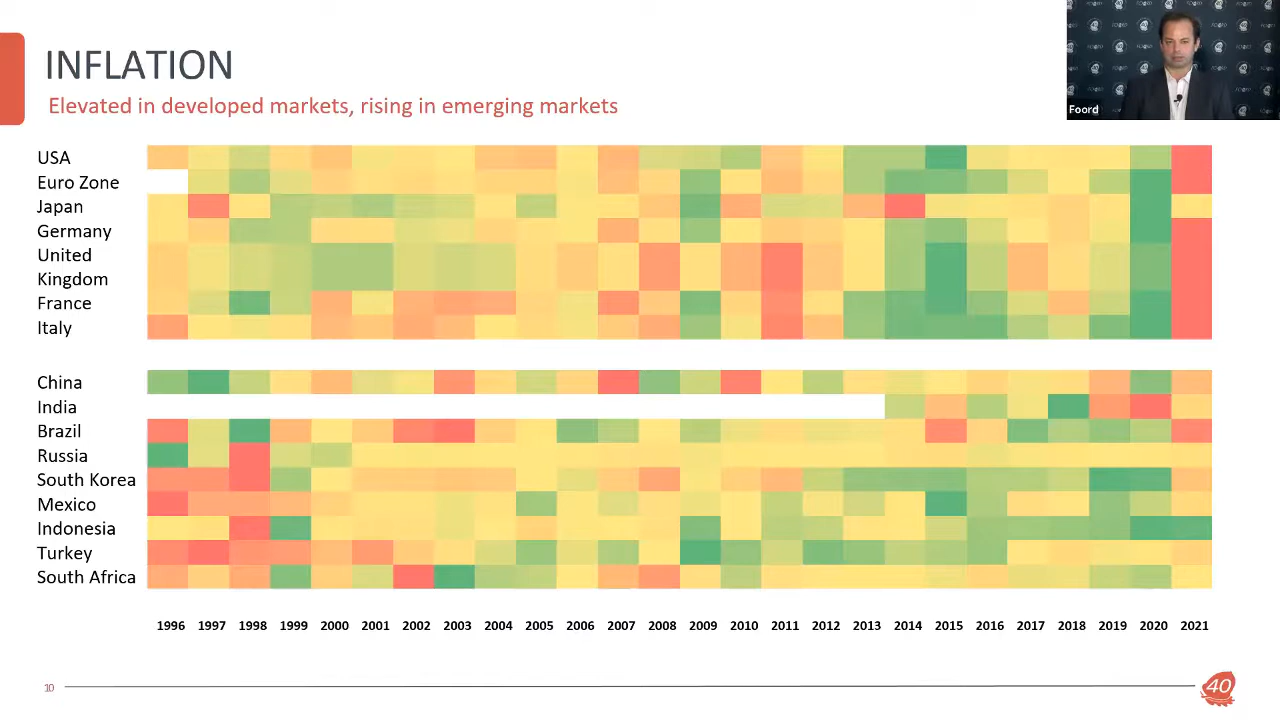 INFLATION
Elevated in developed markets, rising in emerging markets
Foord
USA
Euro Zone
Japan
Germany
United
Kingdom
France
Italy
China
India
Brazil
Russia
South Korea
Mexico
Indonesia
Turkey
South Africa
1996 1997 1998 1999 2000 2001 2002 2003 2004 2005 2006 2007 2008 2009 2010 2011 2012 2013 2014 2015 2016 2017 2018 2019 2020 2021
10
40